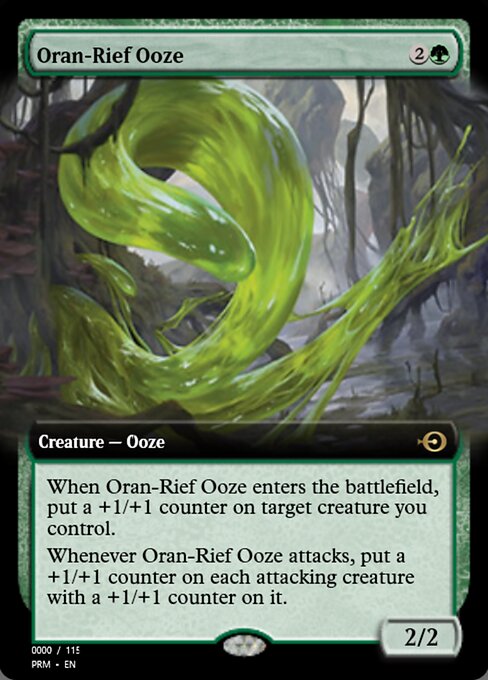 Oran-Rief Ooze 2
Creature — Ooze
When Oran-Rief Ooze enters the battlefield,
put a +1/+1 counter on target creature you
control.
Whenever Oran-Rief Ooze attacks, put a
+1/+1 counter on each attacking creature
with a +1/+1 counter on it.
2/2
0000 / 115
PRM • EN